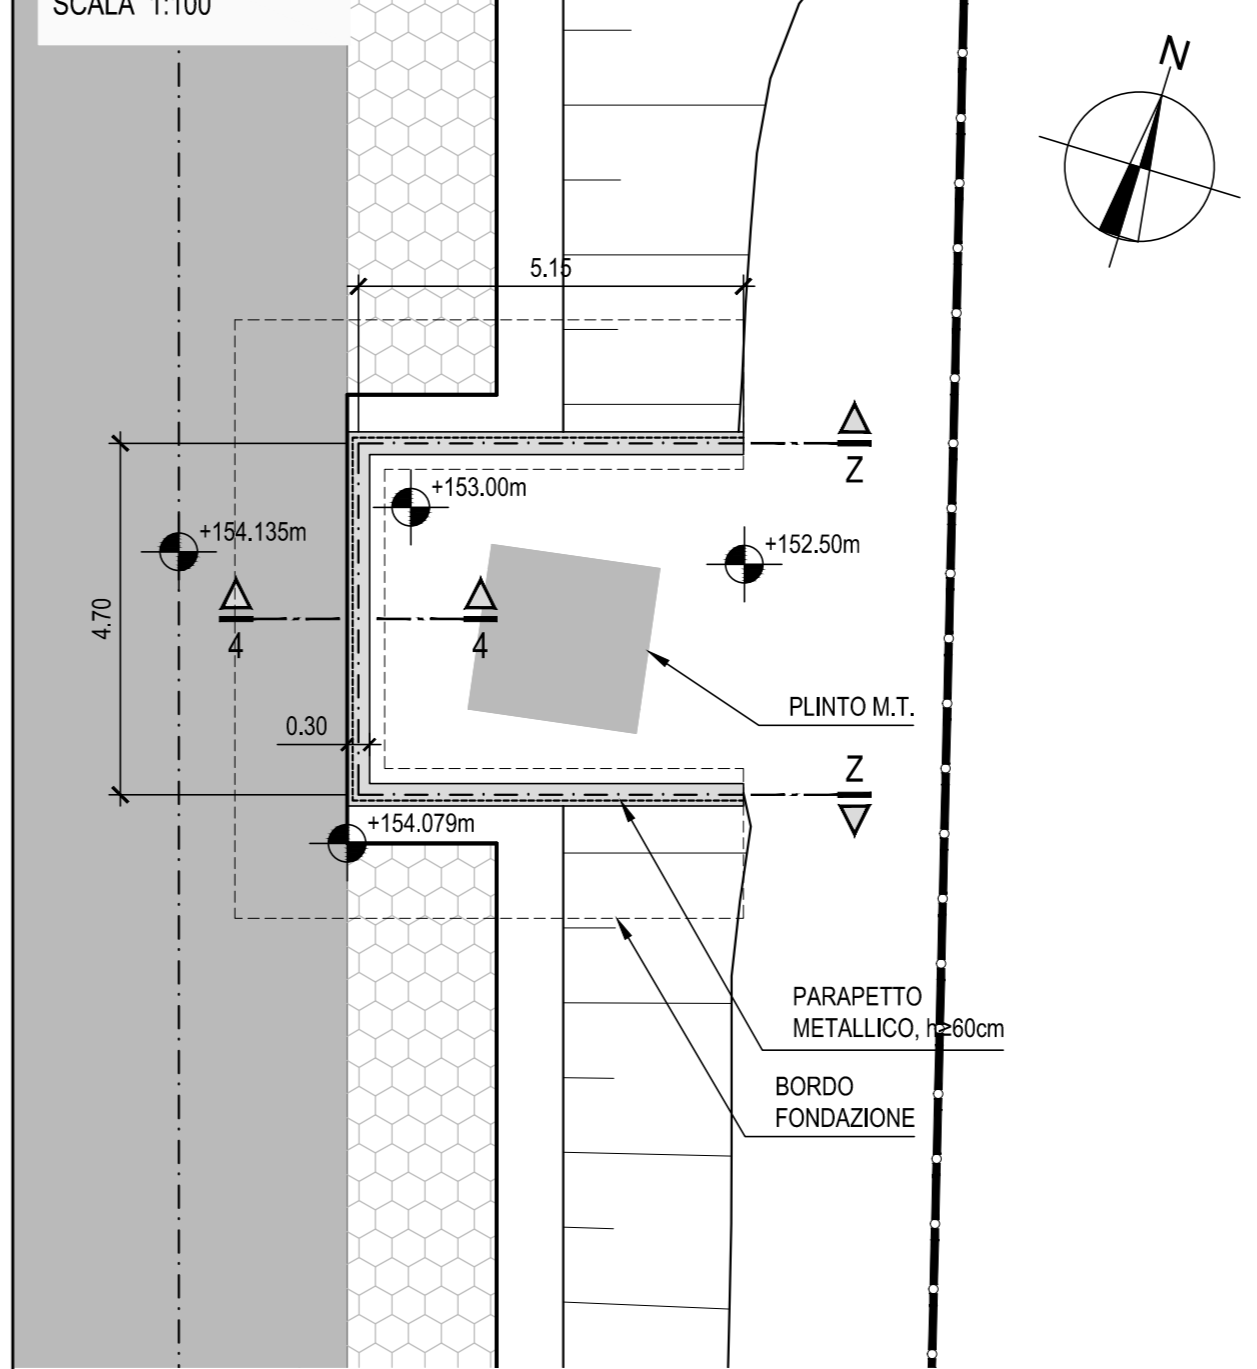 SCALA 1:100
N
5.15
Z
+153.00m
+154.135m
+152.50m
4.70
4
4
PLINTO M.T.
0.30
Z
+154.079m
PARAPETTO
METALLICO, h≥60cm
BORDO
FONDAZIONE